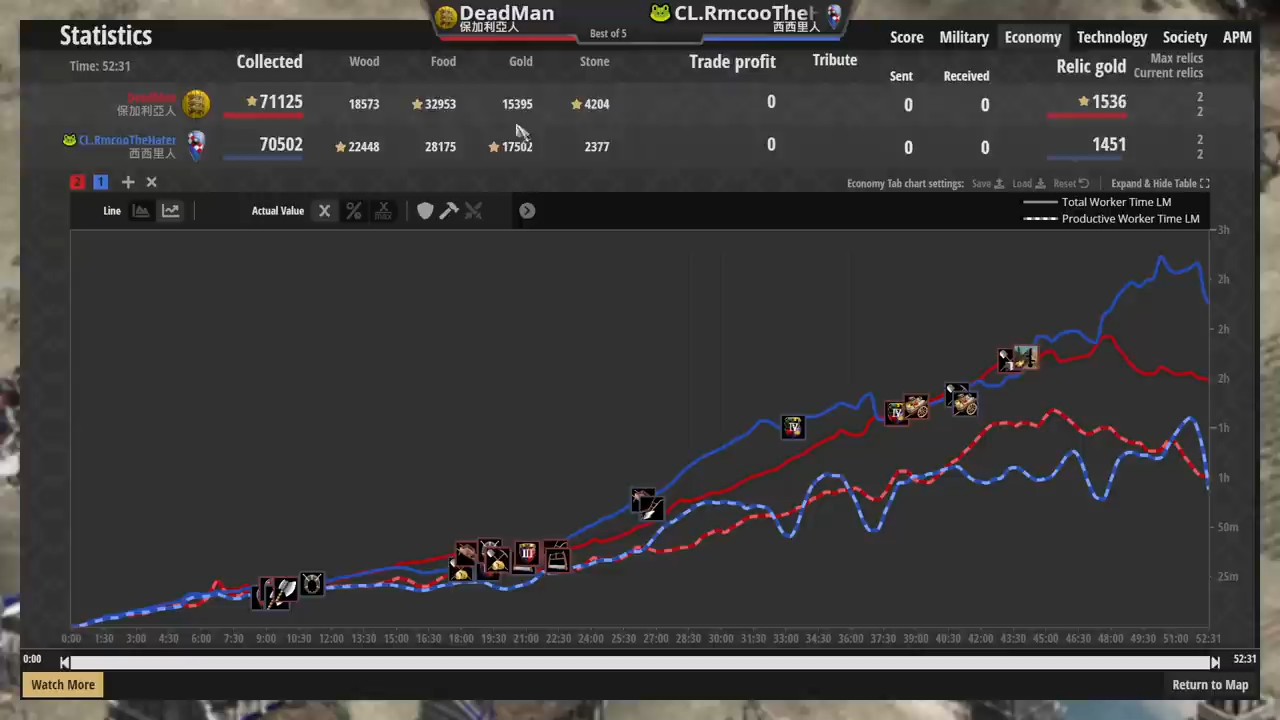 DeadMan
保加利亞人
CL.RmcooTheH
西西里人
Best of 5
Statistics
Score Military Economy Technology Society APM
Time: 52:31
Collected Wood Food Gold Stone Trade profit Tribute Sent Received Relic gold Max relics
Current relics
DeadMan
保加利亞人
71125 18573 32953 15395 4204 0 0 0 1536 2
2
CL.RmcooTheHater
西西里人
70502 22448 28175 17502 2377 0 0 0 1451 2
2
2 1 + ×
Economy Tab chart settings: Save Load Reset Expand & Hide Table
Line Actual Value X % X max
Total Worker Time LM
Productive Worker Time LM
3h
2h
2h
2h
1h
1h
50m
25m
IV
IV
III
0:00 1:30 3:00 4:30 6:00 7:30 9:00 10:30 12:00 13:30 15:00 16:30 18:00 19:30 21:00 22:30 24:00 25:30 27:00 28:30 30:00 31:30 33:00 34:30 36:00 37:30 39:00 40:30 42:00 43:30 45:00 46:30 48:00 49:30 51:00 52:31
0:00 52:31
Watch More Return to Map